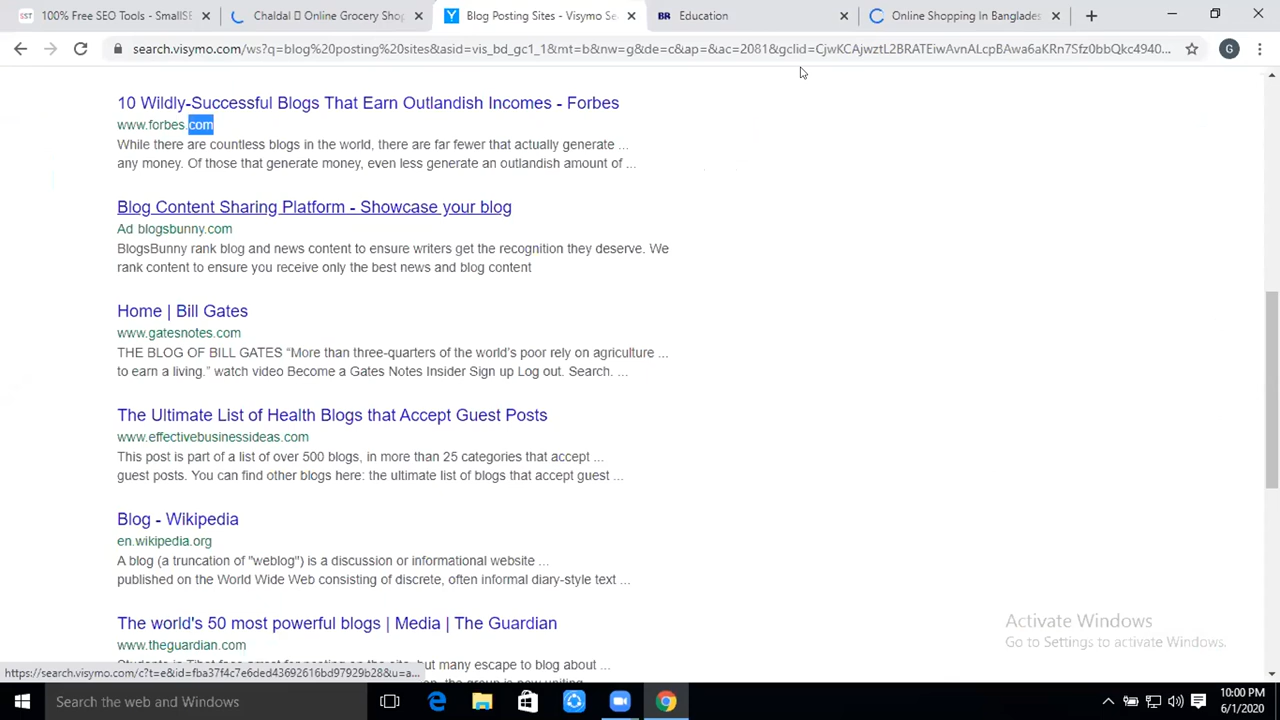 100% Free SEO Tools - SmallSE
Chaldal Online Grocery Shop
Blog Posting Sites - Visymo Se
BR Education
Online Shopping In Banglades
search.visymo.com/ws?q=blog%20posting%20sites&asid=vis_bd_gc1_1&mt=b&nw=g&de=c&ap=&ac=2081&gclid=CjwKCAjwztL2BRATEiwAvnALcpBAwa6aKRn7Sfz0bbQkc4940...
G
10 Wildly-Successful Blogs That Earn Outlandish Incomes - Forbes
www.forbes.com
While there are countless blogs in the world, there are far fewer that actually generate ...
any money. Of those that generate money, even less generate an outlandish amount of ...
Blog Content Sharing Platform - Showcase your blog
Ad blogsbunny.com
BlogsBunny rank blog and news content to ensure writers get the recognition they deserve. We
rank content to ensure you receive only the best news and blog content
Home | Bill Gates
www.gatesnotes.com
THE BLOG OF BILL GATES “More than three-quarters of the world's poor rely on agriculture ...
to earn a living.” watch video Become a Gates Notes Insider Sign up Log out. Search. ...
The Ultimate List of Health Blogs that Accept Guest Posts
www.effectivebusinessideas.com
This post is part of a list of over 500 blogs, in more than 25 categories that accept ...
guest posts. You can find other blogs here: the ultimate list of blogs that accept guest ...
Blog - Wikipedia
en.wikipedia.org
A blog (a truncation of "weblog") is a discussion or informational website ...
published on the World Wide Web consisting of discrete, often informal diary-style text ...
The world's 50 most powerful blogs | Media | The Guardian
www.theguardian.com
but many escape to blog about ...
Activate Windows
Go to Settings to activate Windows.
https://search.visymo.com/c?t=e&id=fba37f4c7e6ded43692616bd97929b28&u=a...
Search the web and Windows
10:00 PM
6/1/2020